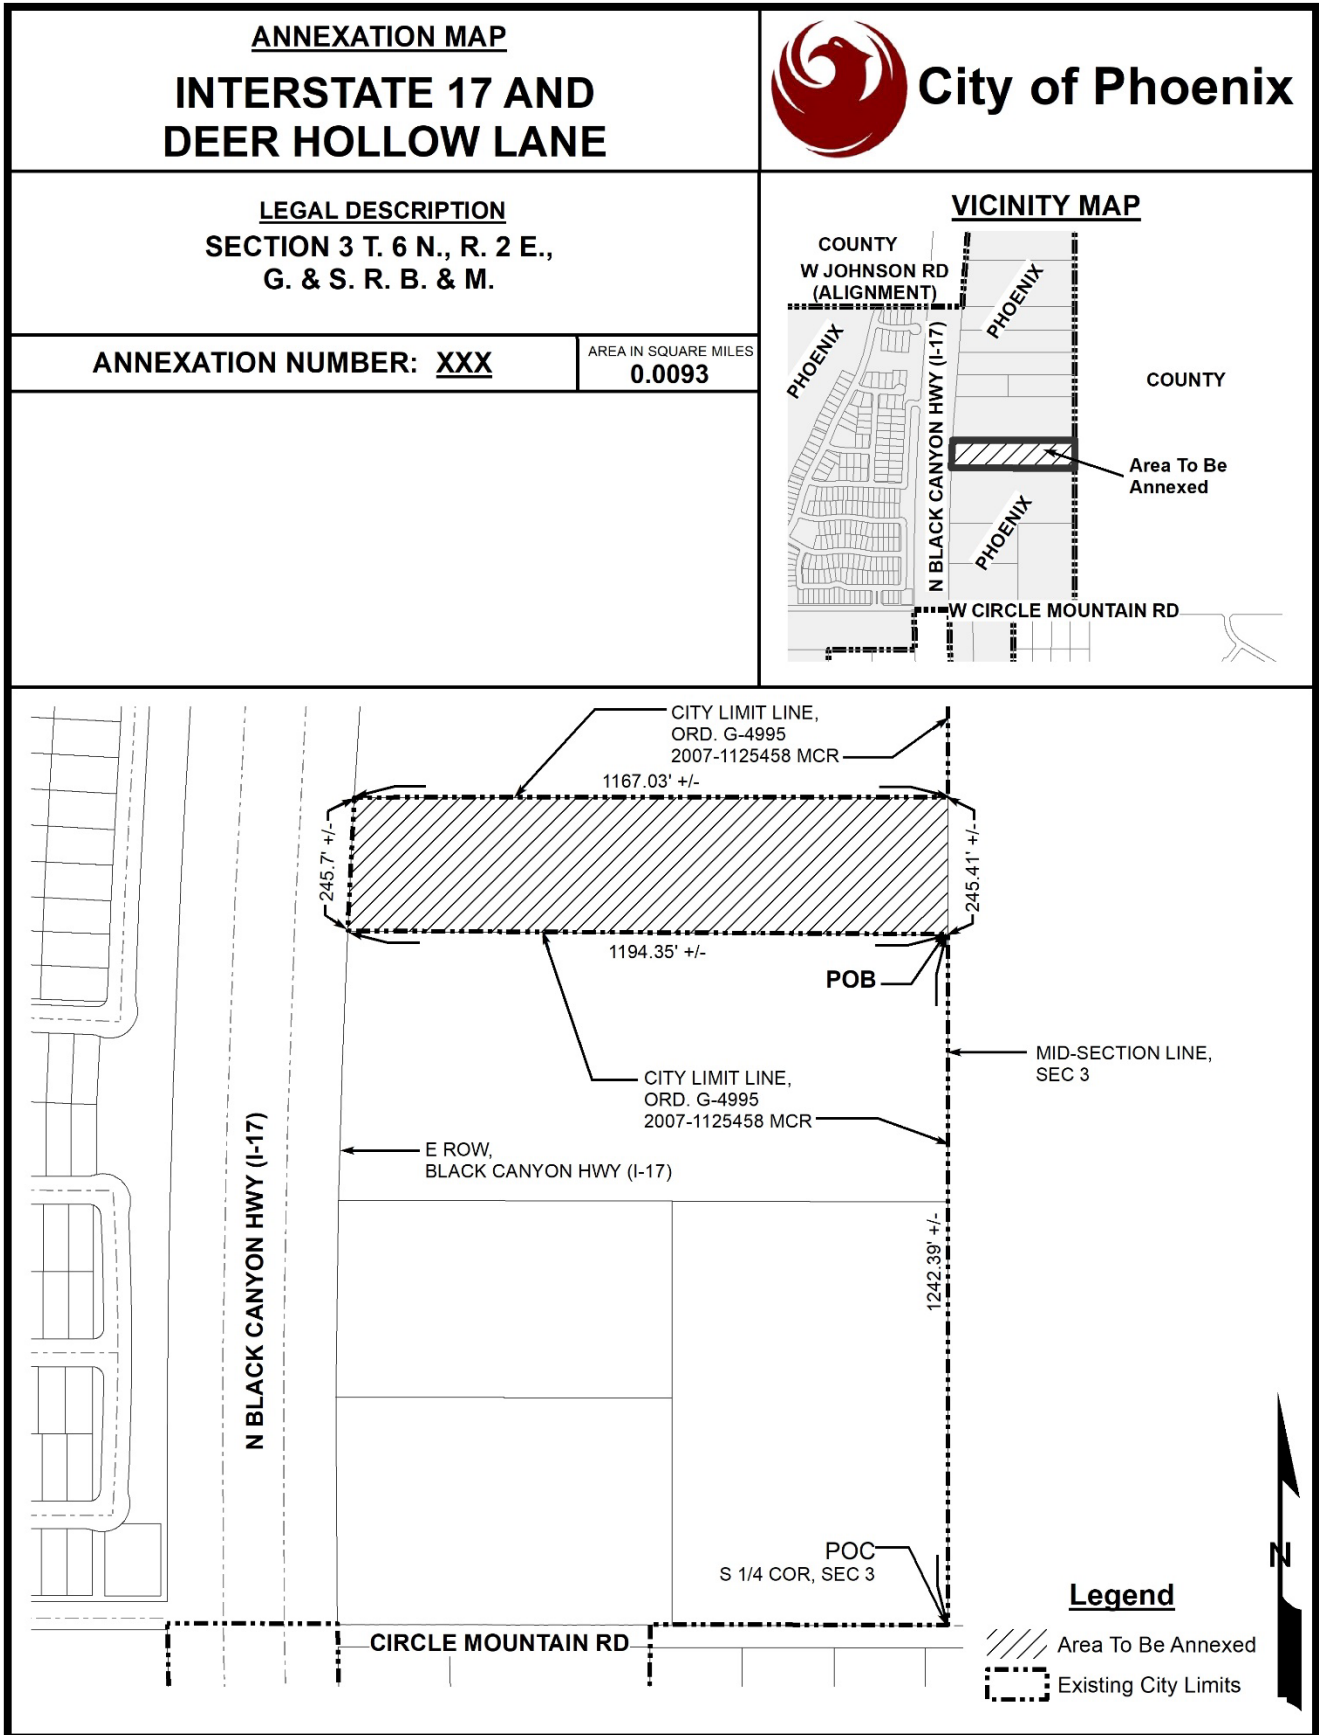 ANNEXATION MAP
INTERSTATE 17 AND
DEER HOLLOW LANE
City of Phoenix
LEGAL DESCRIPTION
SECTION 3 T. 6 N., R. 2 E.,
G. & S. R. B. & M.
ANNEXATION NUMBER: XXX
AREA IN SQUARE MILES
0.0093
VICINITY MAP
COUNTY
W JOHNSON RD
(ALIGNMENT)
PHOENIX
PHOENIX
N BLACK CANYON HWY (I-17)
COUNTY
Area To Be
Annexed
PHOENIX
W CIRCLE MOUNTAIN RD
CITY LIMIT LINE,
ORD. G-4995
2007-1125458 MCR
1167.03' +/-
245.7' +/-
245.41' +/-
1194.35' +/-
POB
MID-SECTION LINE,
SEC 3
CITY LIMIT LINE,
ORD. G-4995
2007-1125458 MCR
E ROW,
BLACK CANYON HWY (I-17)
N BLACK CANYON HWY (I-17)
1242.39' +/-
POC
S 1/4 COR, SEC 3
CIRCLE MOUNTAIN RD
N
Legend
Area To Be Annexed
Existing City Limits